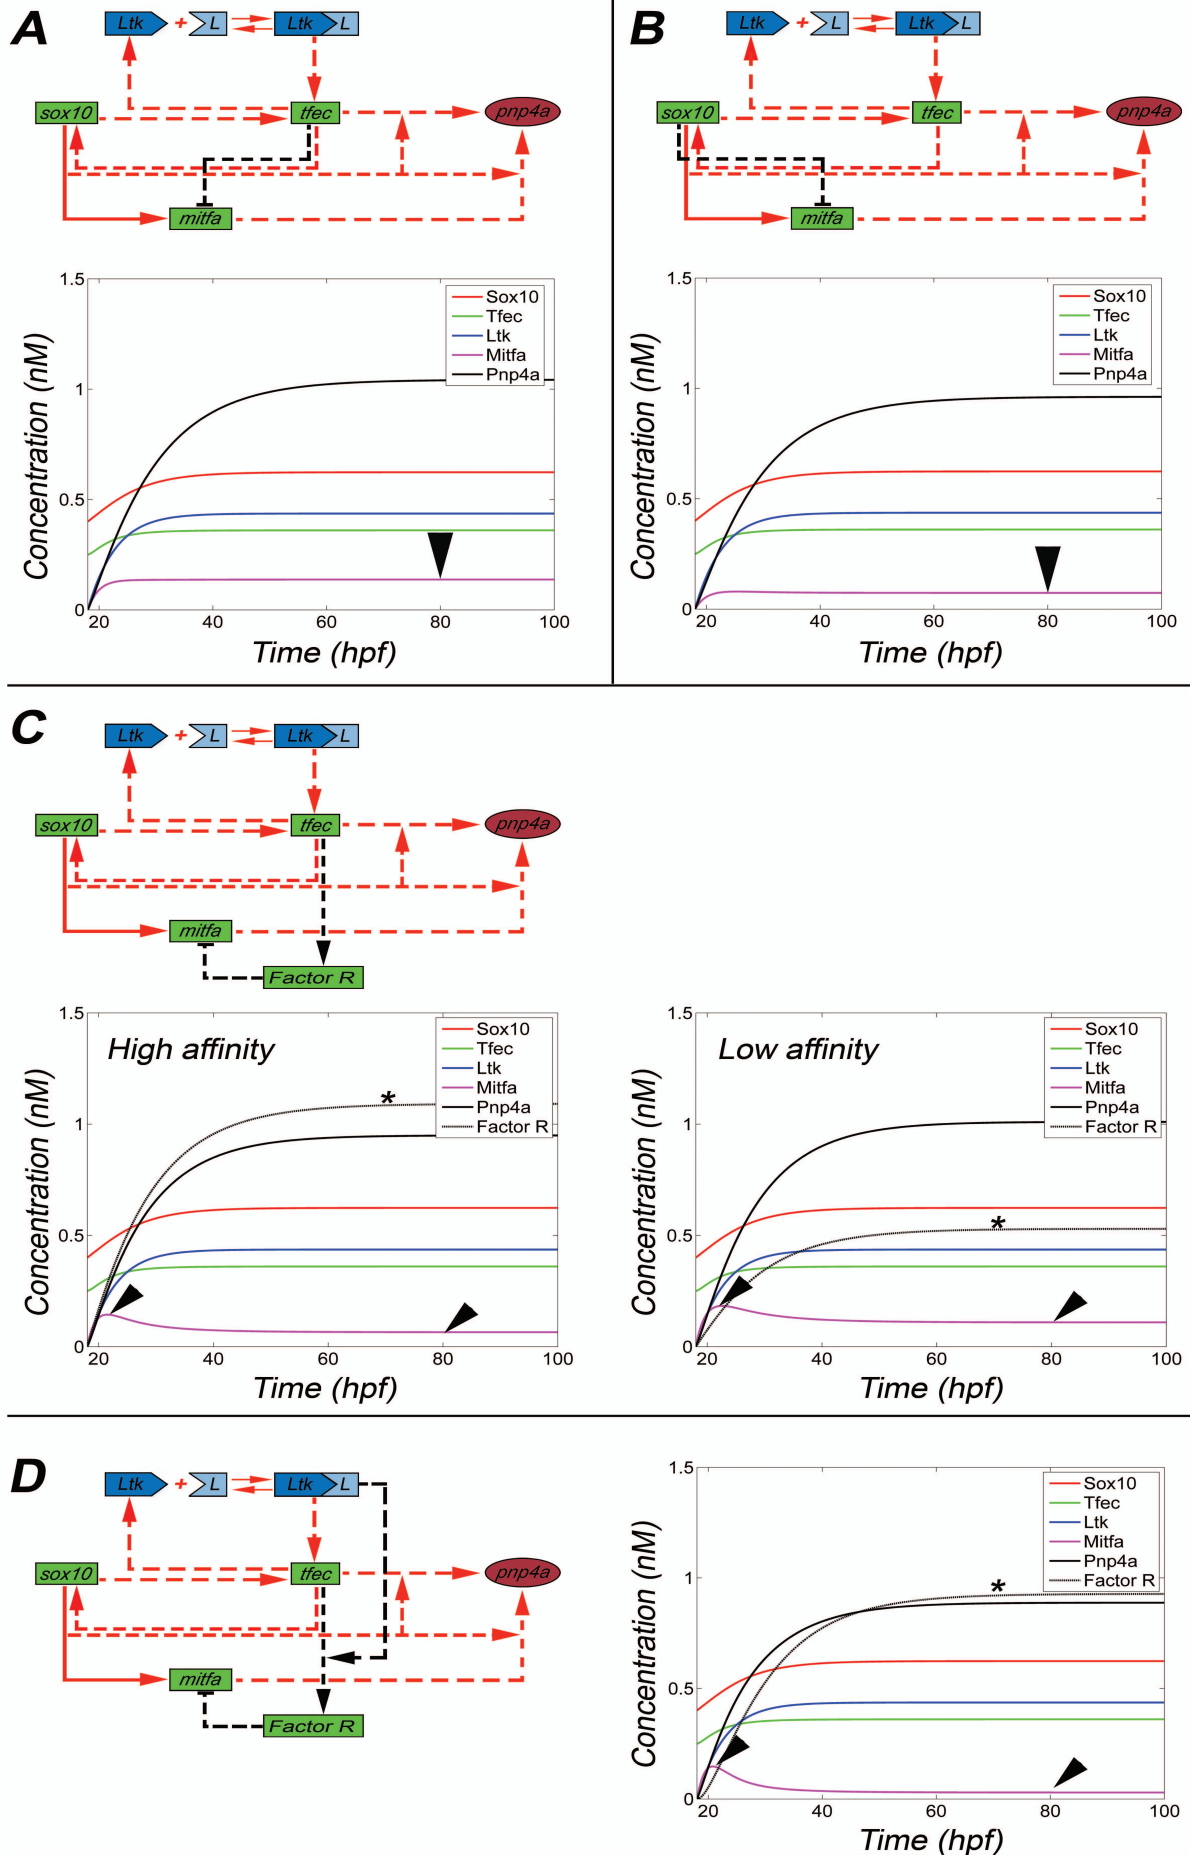 A
Ltk + L Ltk L
sox10 tfec pnp4a
mitfa
1.5
1
0.5
0
Concentration (nM)
Sox10
Tfec
Ltk
Mitfa
Pnp4a
20 40 60 80 100
Time (hpf)
B
Ltk + L Ltk L
sox10 tfec pnp4a
mitfa
1.5
1
0.5
0
Concentration (nM)
Sox10
Tfec
Ltk
Mitfa
Pnp4a
20 40 60 80 100
Time (hpf)
C
Ltk + L Ltk L
sox10 tfec pnp4a
mitfa
Factor R
1.5
1
0.5
0
Concentration (nM)
High affinity
Sox10
Tfec
Ltk
Mitfa
Pnp4a
Factor R
*
20 40 60 80 100
Time (hpf)
1.5
1
0.5
0
Concentration (nM)
Low affinity
Sox10
Tfec
Ltk
Mitfa
Pnp4a
Factor R
*
20 40 60 80 100
Time (hpf)
D
Ltk + L Ltk L
sox10 tfec pnp4a
mitfa
Factor R
1.5
1
0.5
0
Concentration (nM)
Sox10
Tfec
Ltk
Mitfa
Pnp4a
Factor R
*
20 40 60 80 100
Time (hpf)